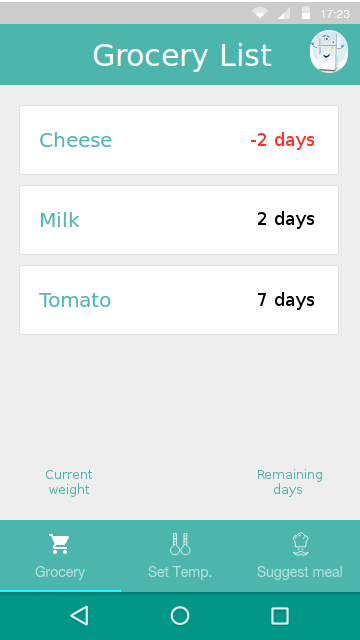 17:23
Grocery List
Cheese -2 days
Milk 2 days
Tomato 7 days
Current Remaining
weight days
Grocery Set Temp. Suggest meal